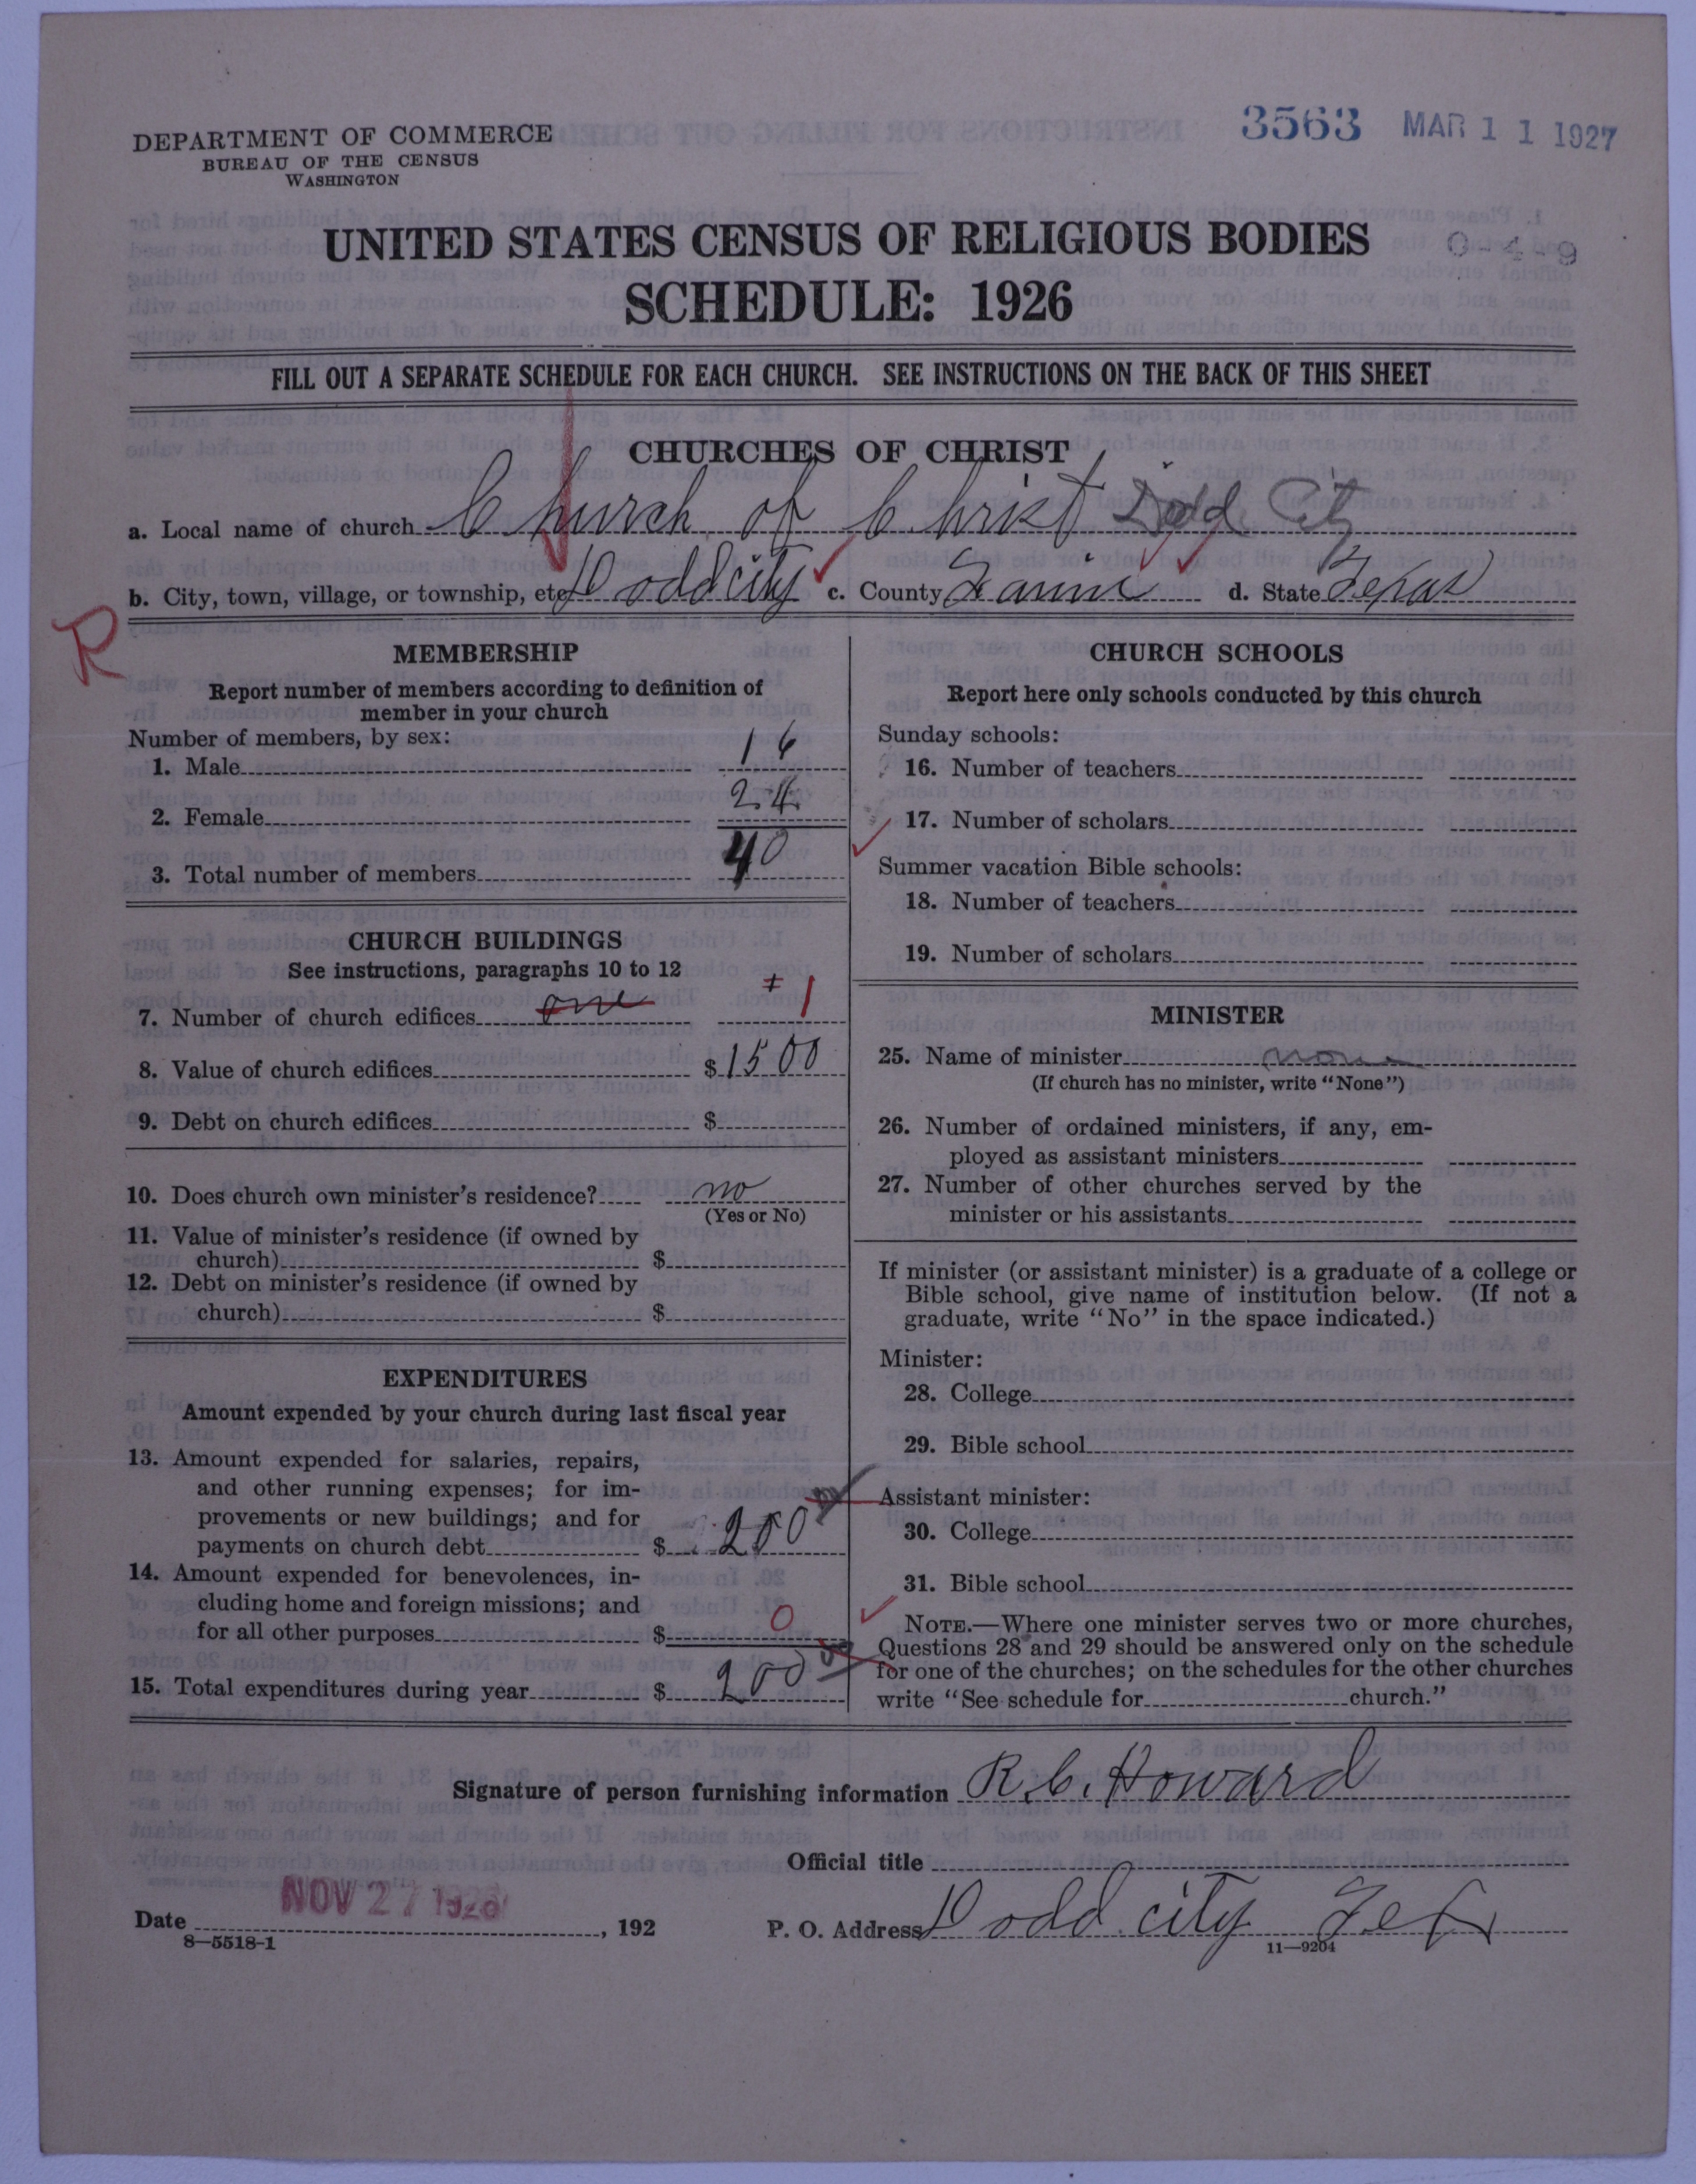 3563 MAR 11 1927
DEPARTMENT OF COMMERCE
BUREAU OF THE CENSUS
WASHINGTON
UNITED STATES CENSUS OF RELIGIOUS BODIES
0-4-9
SCHEDULE: 1926
FILL OUT A SEPARATE SCHEDULE FOR EACH CHURCH. SEE INSTRUCTIONS ON THE BACK OF THIS SHEET
CHURCHES OF CHRIST
a. Local name of church Church of Christ Dodd City
b. City, town, village, or township, etc. Dodd city c. County Fannin d. State Texas
R
MEMBERSHIP
Report number of members according to definition of
member in your church
Number of members, by sex:
1. Male 16
2. Female 24
3. Total number of members 40
CHURCH BUILDINGS
See instructions, paragraphs 10 to 12
7. Number of church edifices one 1
8. Value of church edifices $1500
9. Debt on church edifices $
10. Does church own minister's residence? no
(Yes or No)
11. Value of minister's residence (if owned by
church) $
12. Debt on minister's residence (if owned by
church) $
EXPENDITURES
Amount expended by your church during last fiscal year
13. Amount expended for salaries, repairs,
and other running expenses; for im-
provements or new buildings; and for
payments on church debt $ 200
14. Amount expended for benevolences, in-
cluding home and foreign missions; and
for all other purposes $ 0
15. Total expenditures during year $ 200
CHURCH SCHOOLS
Report here only schools conducted by this church
Sunday schools:
16. Number of teachers
17. Number of scholars
Summer vacation Bible schools:
18. Number of teachers
19. Number of scholars
MINISTER
25. Name of minister none
(If church has no minister, write "None")
26. Number of ordained ministers, if any, em-
ployed as assistant ministers
27. Number of other churches served by the
minister or his assistants
If minister (or assistant minister) is a graduate of a college or
Bible school, give name of institution below. (If not a
graduate, write "No" in the space indicated.)
Minister:
28. College
29. Bible school
Assistant minister:
30. College
31. Bible school
NOTE.—Where one minister serves two or more churches,
Questions 28 and 29 should be answered only on the schedule
for one of the churches; on the schedules for the other churches
write "See schedule for church."
Signature of person furnishing information R. C. Howard
Official title
NOV 27 1926
Date , 192
P. O. Address Dodd city Tex
8—5518-1
11—9204